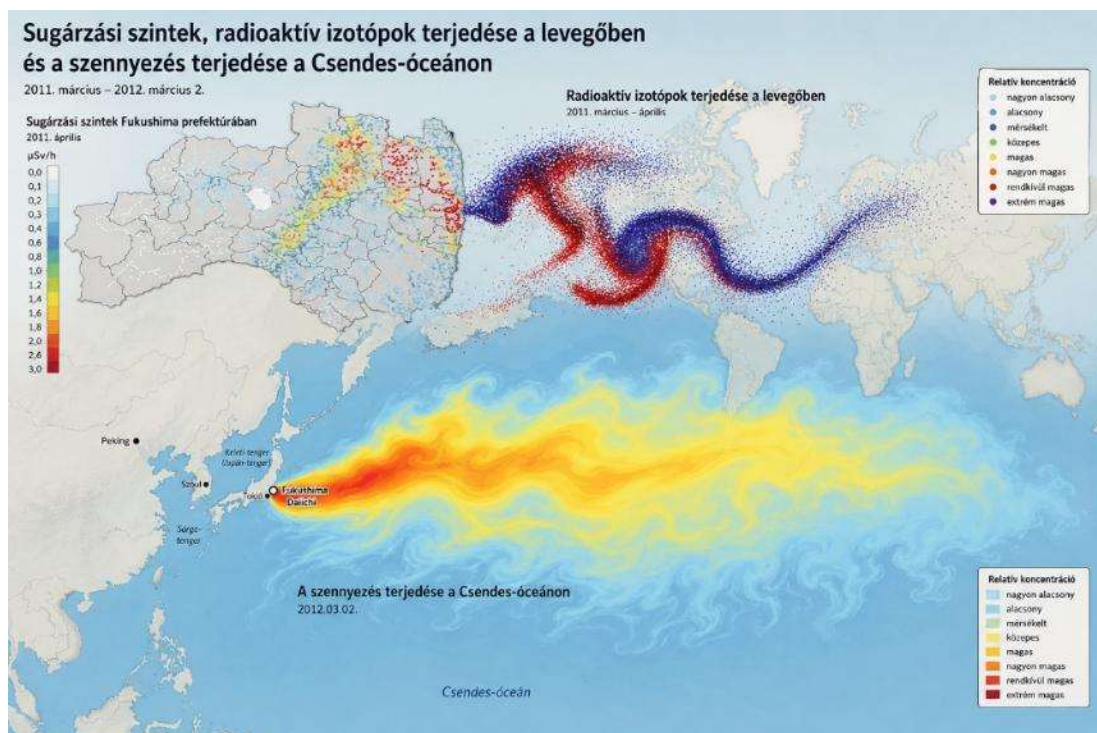 Sugárzási szintek, radioaktív izotópok terjedése a levegőben
és a szennyezés terjedése a Csendes-óceánon
2011. március – 2012. március 2.
Sugárzási szintek Fukushima prefektúrában
2011. április
µSv/h
0,0
0,1
0,2
0,3
0,4
0,6
0,8
1,0
1,2
1,4
1,6
1,8
2,0
2,6
3,0
Radioaktív izotópok terjedése a levegőben
2011. március – április
Relatív koncentráció
nagyon alacsony
alacsony
mérsékelt
közepes
magas
nagyon magas
rendkívül magas
extrém magas
Peking
Szöul
(Japán-tenger)
Tokió
Fukushima
Daiichi
Sárga-
tenger
A szennyezés terjedése a Csendes-óceánon
2012.03.02.
Csendes-óceán
Relatív koncentráció
nagyon alacsony
alacsony
mérsékelt
közepes
magas
nagyon magas
rendkívül magas
extrém magas